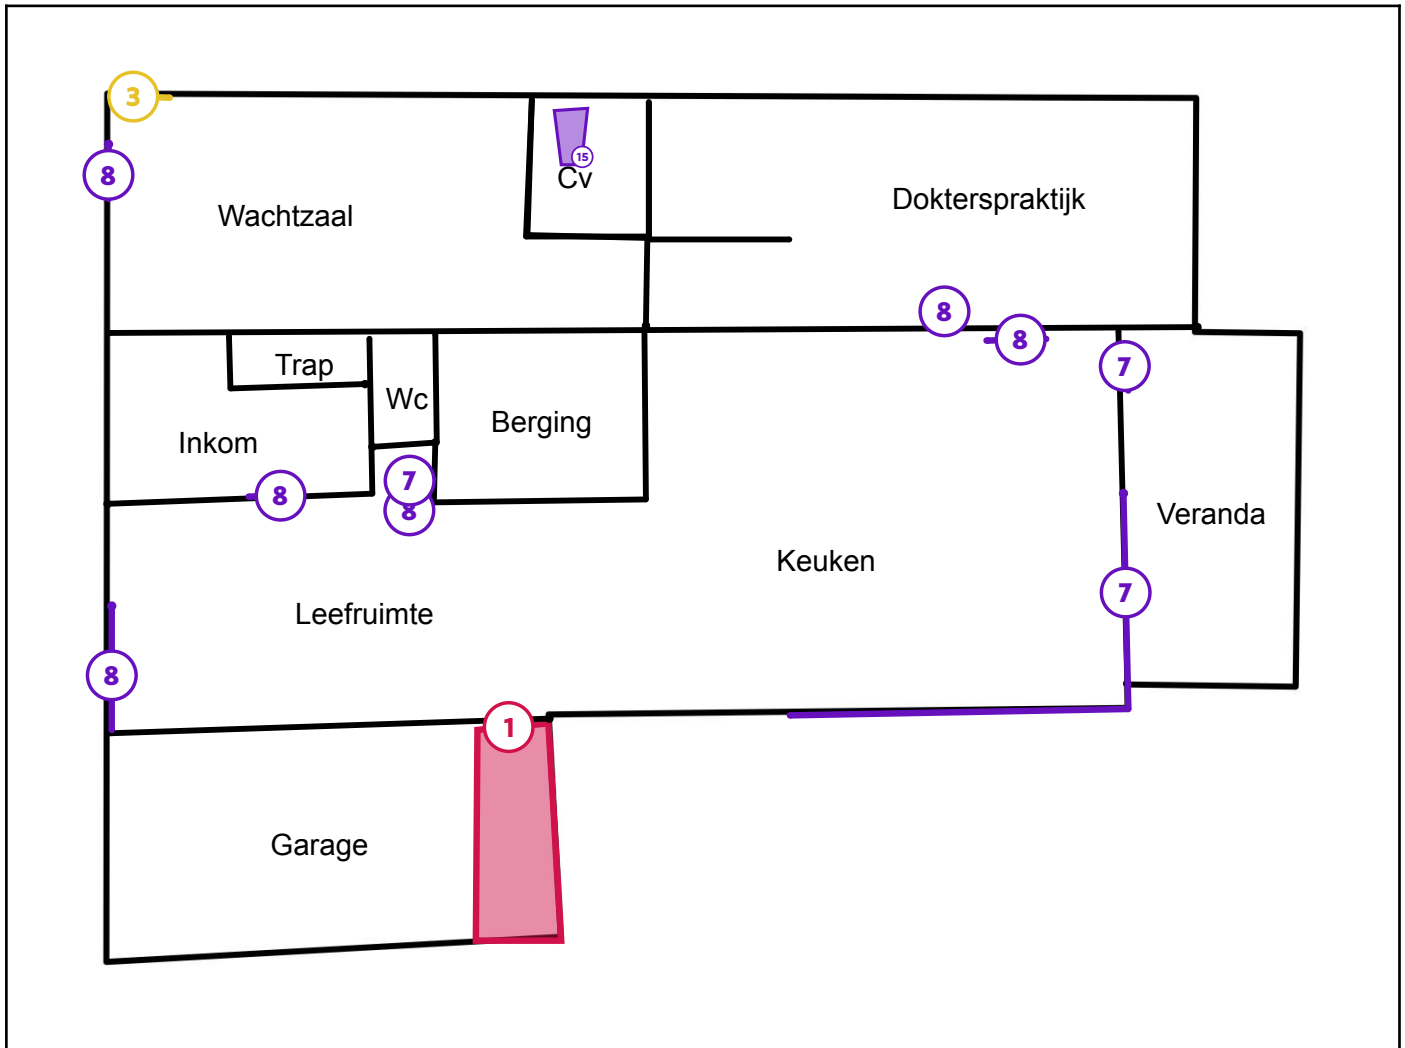 3
8
15
Cv
Wachtzaal
Dokterspraktijk
8
8
7
Trap
Wc
Berging
Inkom
7
8
8
Veranda
Keuken
7
Leefruimte
8
1
Garage